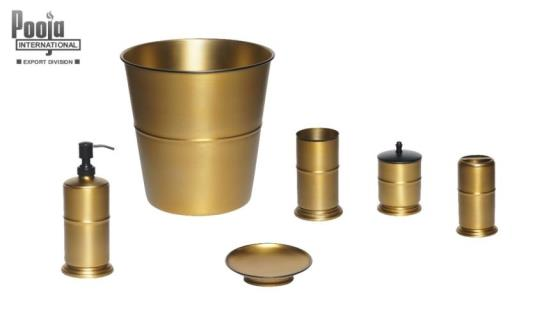 Pooja
INTERNATIONAL
EXPORT DIVISION